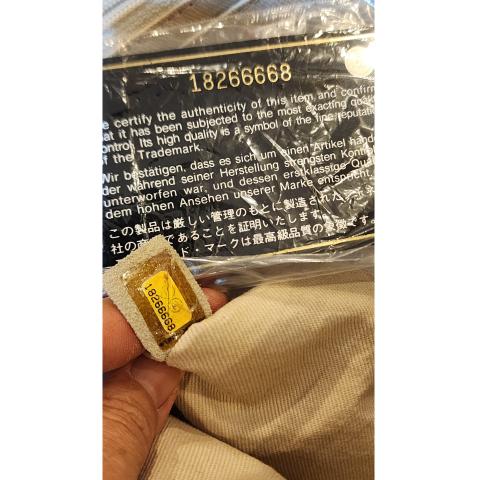 18266668
e certify the authenticity of this item and confirm
at it has been subjected to the most exacting quali
ontrol. Its high quality is a symbol of the fine reputatio
of the Trademark.
Wir bestätigen, dass es sich um einen Artikel hande
der während seiner Herstellung strengsten Kontr
unterworfen war, und dessen erstklassige Qual
dem hohen Ansehen unserer Marke entspricht.
この製品は厳しい管理のもとに製造された
社の商品であることを証明いたします。
ド・マークは最高級品質の象徴です。
18266668